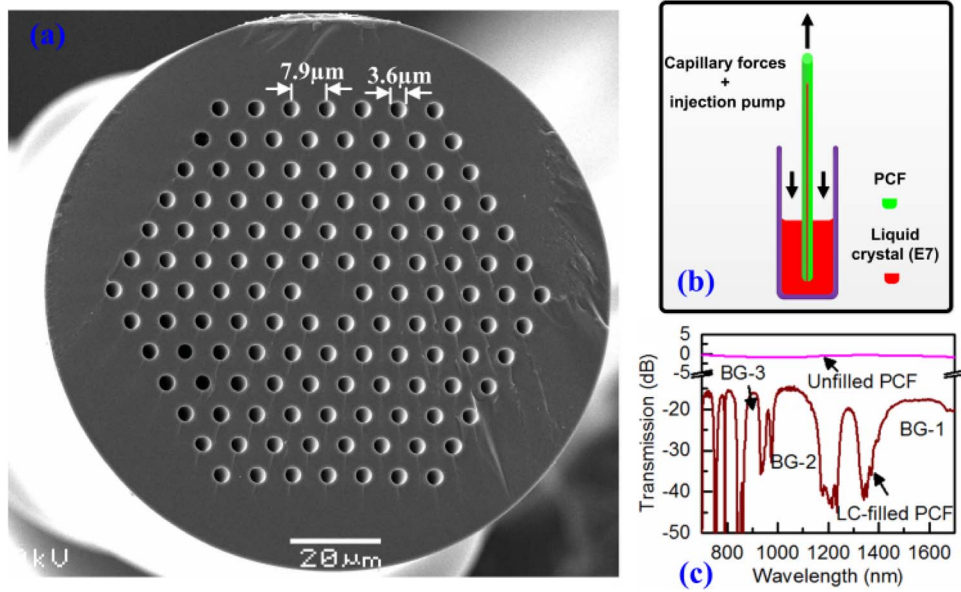 (a)
7.9µm
3.6µm
20 µm
kV
Capillary forces
+
injection pump
PCF
Liquid
crystal (E7)
(b)
5
0
-5
-20
-30
-40
-50
Transmission (dB)
BG-3
Unfilled PCF
BG-1
BG-2
LC-filled PCF
800 1000 1200 1400 1600
Wavelength (nm)
(c)